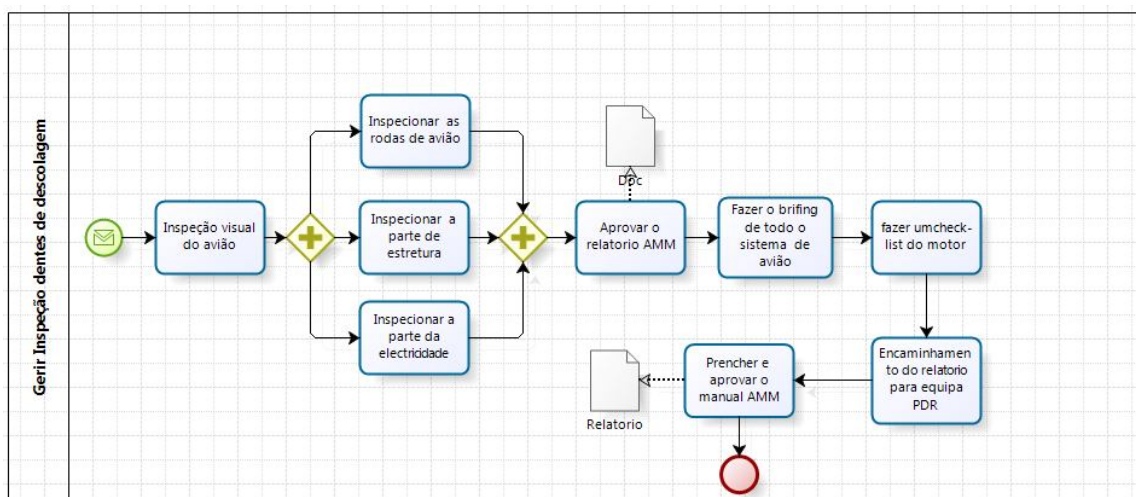 Gerir Inspeção dentes de descolagem
Inspeção visual
do avião
Inspecionar as
rodas de avião
Inspecionar a
parte de
estretura
Inspecionar a
parte da
electricidade
Doc
Aprovar o
relatorio AMM
Fazer o brifing
de todo o
sistema de
avião
fazer umcheck-
list do motor
Encaminhamen
to do relatorio
para equipa
PDR
Prencher e
aprovar o
manual AMM
Relatorio